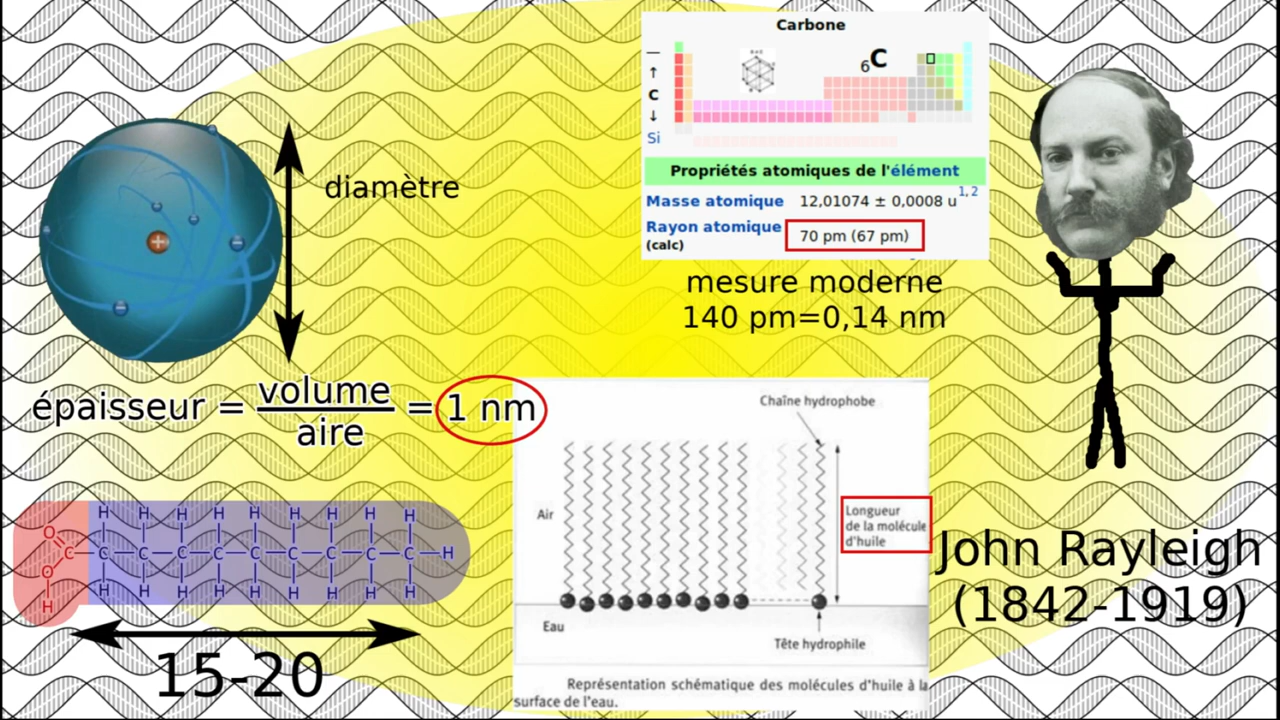 Carbone
6C
—
↑
C
↓
Si
Propriétés atomiques de l'élément
Masse atomique 12,01074 ± 0,0008 u1, 2
Rayon atomique
(calc) 70 pm (67 pm)
mesure moderne
140 pm=0,14 nm
diamètre
épaisseur = volume
aire
= 1 nm
Chaîne hydrophobe
Air
Longueur
de la molécule
d'huile
Eau
Tête hydrophile
Représentation schématique des molécules d'huile à la
surface de l'eau.
H H H H H H H H H
O
C C C C C C C C C C H
O
H H H H H H H H H
H
15-20
John Rayleigh
(1842-1919)